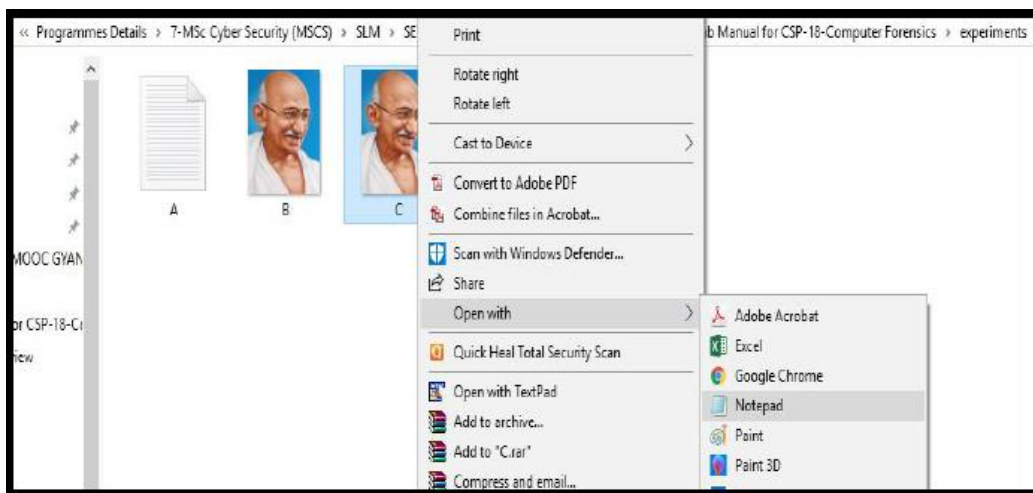 « Programmes Details › 7-MSc Cyber Security (MSCS) › SLM › SE
b Manual for CSP-18-Computer Forensics › experiments
Print
Rotate right
Rotate left
Cast to Device
Convert to Adobe PDF
Combine files in Acrobat...
Scan with Windows Defender...
Share
Open with
Quick Heal Total Security Scan
Open with TextPad
Add to archive...
Add to "C.rar"
Compress and email...
A
B
C
MOOC GYAN
or CSP-18-C
iew
Adobe Acrobat
Excel
Google Chrome
Notepad
Paint
Paint 3D